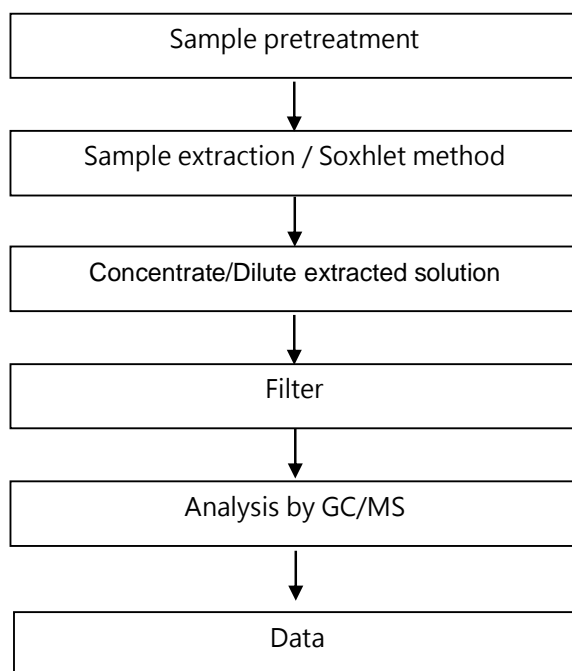 Sample pretreatment
Sample extraction / Soxhlet method
Concentrate/Dilute extracted solution
Filter
Analysis by GC/MS
Data